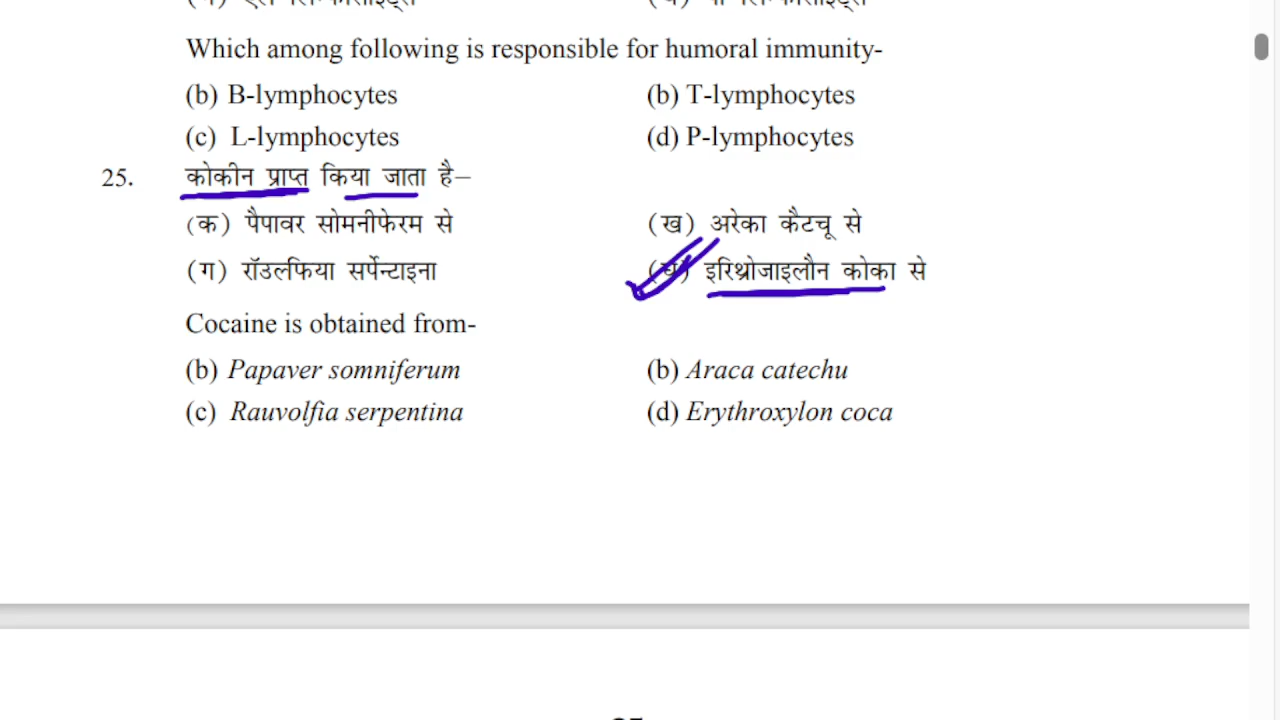 Which among following is responsible for humoral immunity-
(b) B-lymphocytes (b) T-lymphocytes
(c) L-lymphocytes (d) P-lymphocytes
25. कोकीन प्राप्त किया जाता है–
(क) पैपावर सोमनीफेरम से (ख) अरेका कैटचू से
(ग) रॉउलफिया सर्पेन्टाइना (घ) इरिथ्रोजाइलौन कोका से
Cocaine is obtained from-
(b) Papaver somniferum (b) Araca catechu
(c) Rauvolfia serpentina (d) Erythroxylon coca